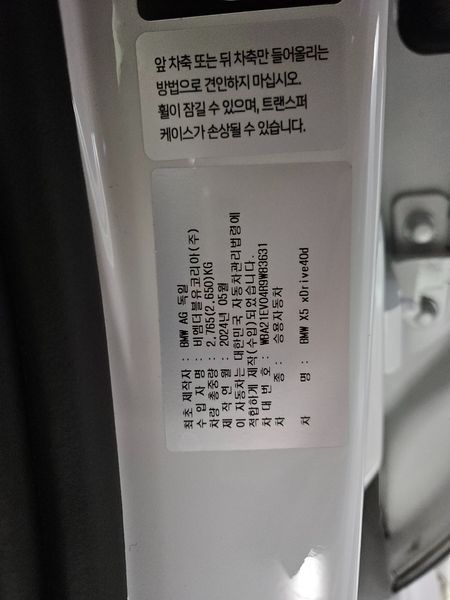 앞 차축 또는 뒤 차축만 들어올리는
방법으로 견인하지 마십시오.
휠이 잠길 수 있으며, 트랜스퍼
케이스가 손상될 수 있습니다.
최초 제작자 : BMW AG 독일
수 입 자 명 : 비엠더블유코리아(주)
차량 총중량 : 2,765(2,650)KG
제 작 연 월 : 2024년 05월
이 자동차는 대한민국 자동차관리법령에
적합하게 제작(수입)되었습니다.
차 대 번 호 : WBA21EV04R9W83631
차 종 : 승용자동차
차 명 : BMW X5 xDrive40d